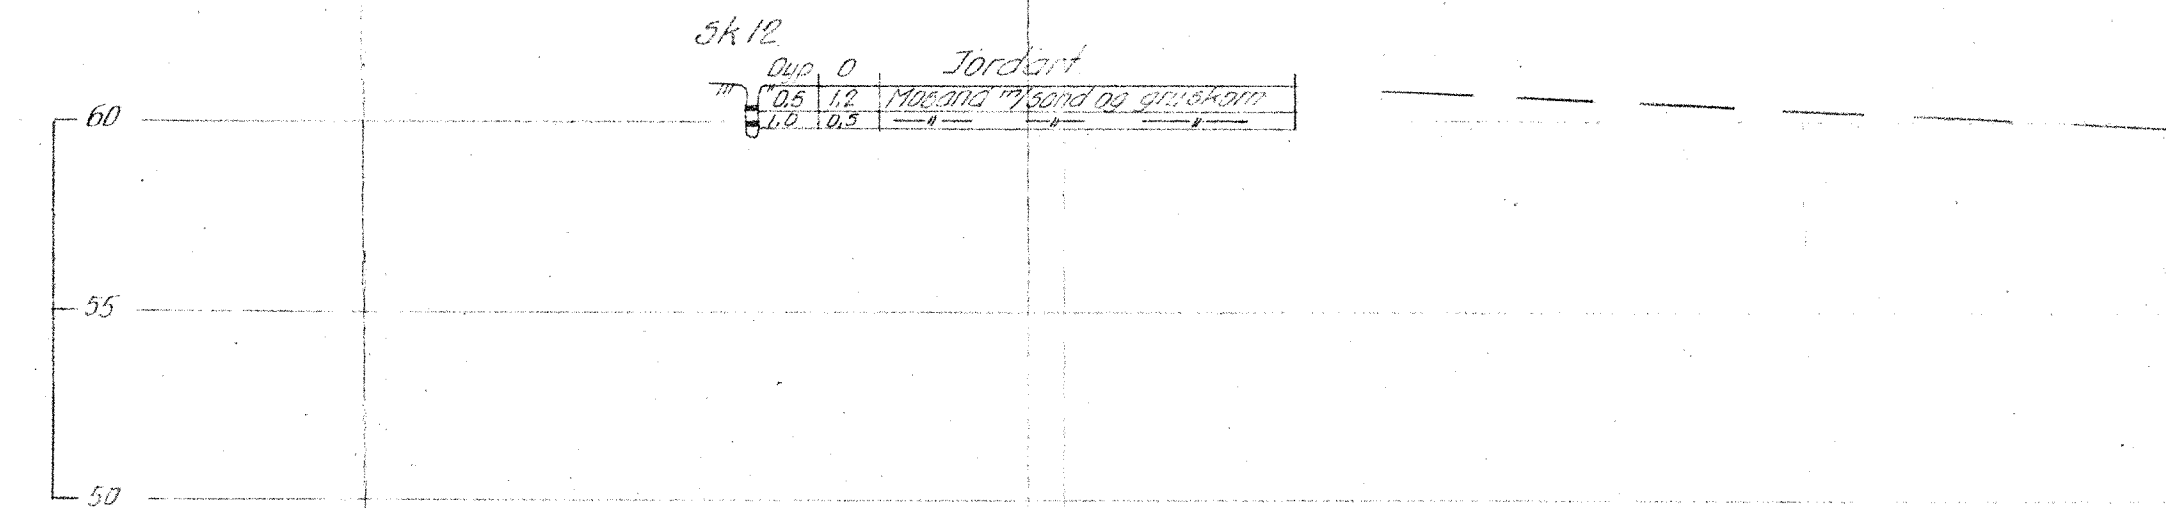 Sk 12
Dyp O Jordart
0,5 1,2 Mosand m/sand og gruskorn
1,0 0,5 —"— —"— —"—
60
55
50